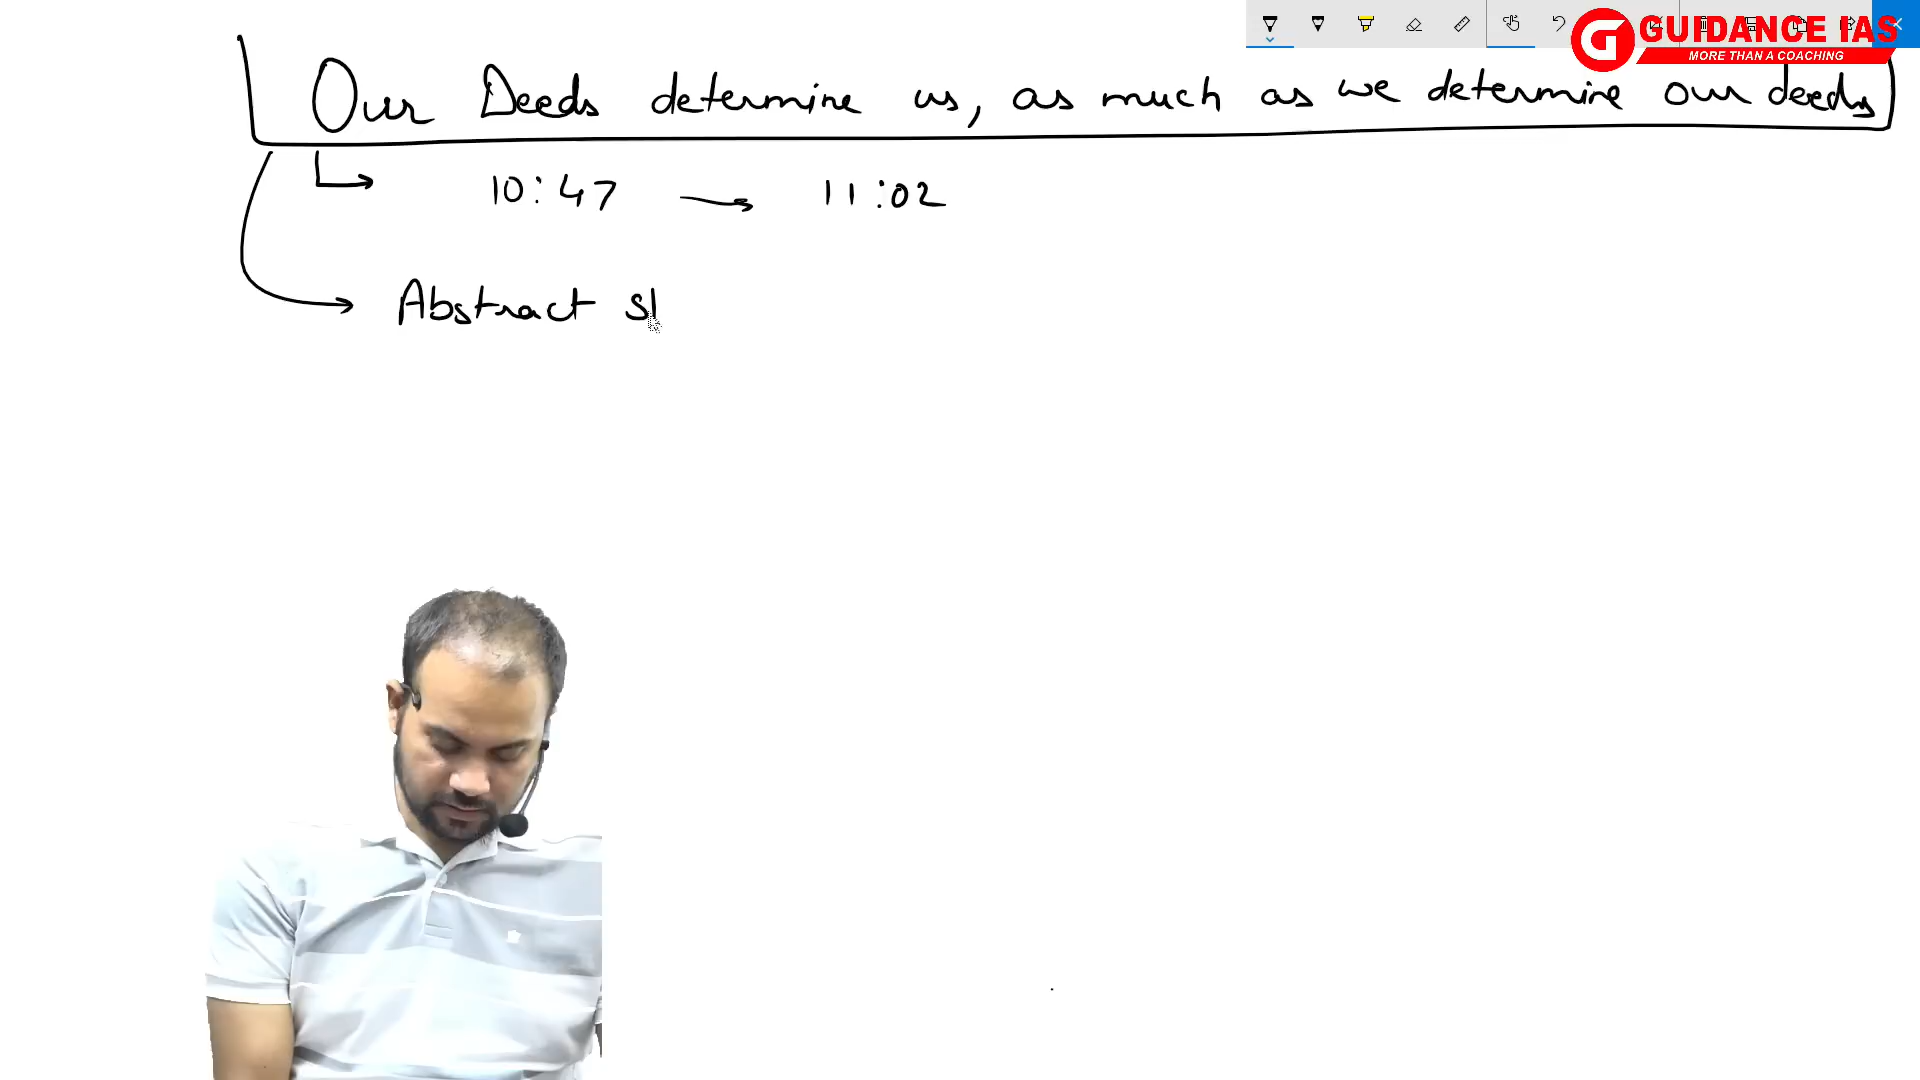 GUIDANCE IAS
MORE THAN A COACHING
Our Deeds determine us, as much as we determine our deeds
10:47 → 11:02
Abstract